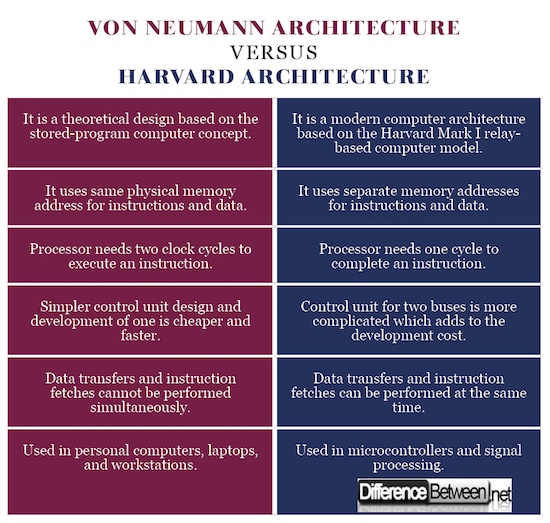 VON NEUMANN ARCHITECTURE
VERSUS
HARVARD ARCHITECTURE
It is a theoretical design based on the
stored-program computer concept.
It is a modern computer architecture
based on the Harvard Mark I relay-
based computer model.
It uses same physical memory
address for instructions and data.
It uses separate memory addresses
for instructions and data.
Processor needs two clock cycles to
execute an instruction.
Processor needs one cycle to
complete an instruction.
Simpler control unit design and
development of one is cheaper and
faster.
Control unit for two buses is more
complicated which adds to the
development cost.
Data transfers and instruction
fetches cannot be performed
simultaneously.
Data transfers and instruction
fetches can be performed at the same
time.
Used in personal computers, laptops,
and workstations.
Used in microcontrollers and signal
processing.
DifferenceBetween.net